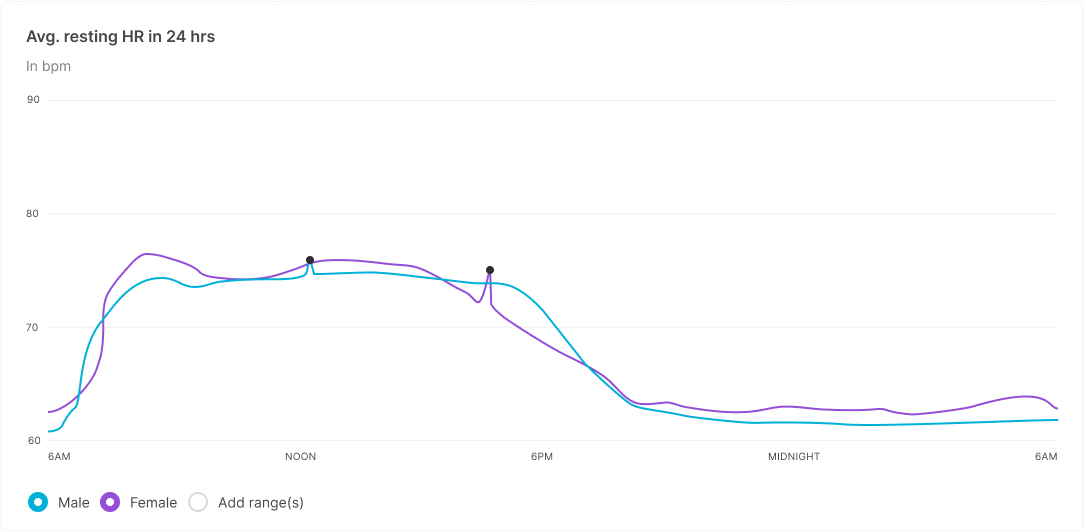 Avg. resting HR in 24 hrs
In bpm
90
80
70
60
6AM NOON 6PM MIDNIGHT 6AM
Male Female Add range(s)